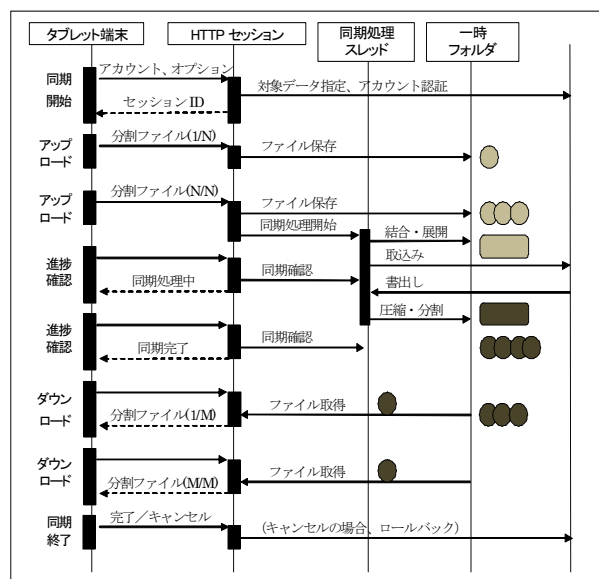 タブレット端末
HTTP セッション
同期処理
スレッド
一時
フォルダ
同期
開始
アカウント、オプション
対象データ指定、アカウント認証
セッション ID
アップ
ロード
分割ファイル(1/N)
ファイル保存
アップ
ロード
分割ファイル(N/N)
ファイル保存
同期処理開始
結合・展開
進捗
確認
取込み
同期確認
同期処理中
書出し
進捗
確認
圧縮・分割
同期確認
同期完了
ダウン
ロード
ファイル取得
分割ファイル(1/M)
ダウン
ロード
ファイル取得
分割ファイル(M/M)
同期
終了
完了／キャンセル
(キャンセルの場合、ロールバック)